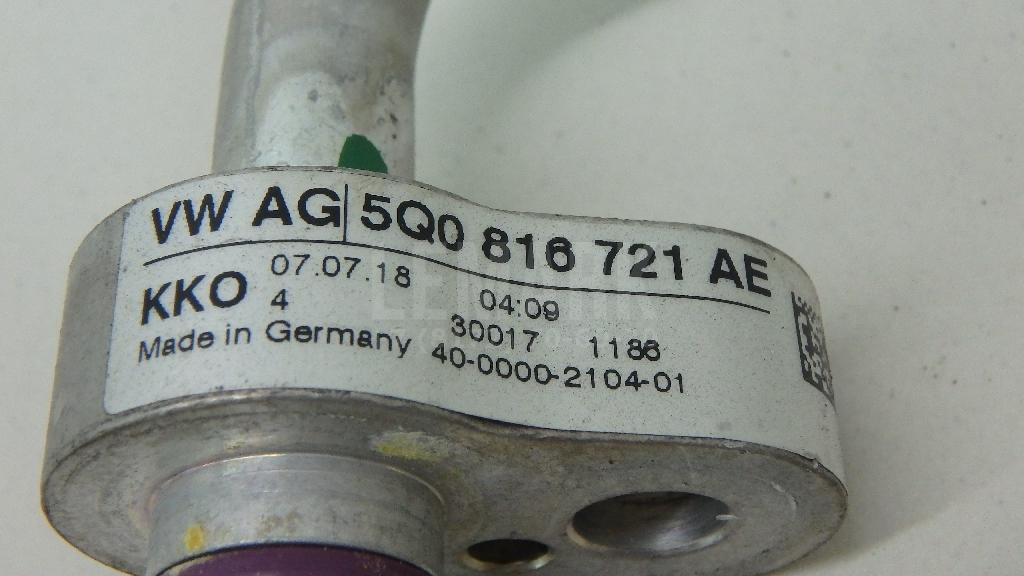 VW AG 5Q0 816 721 AE
KKO 07.07.18 04:09
4 30017 1186
Made in Germany 40-0000-2104-01